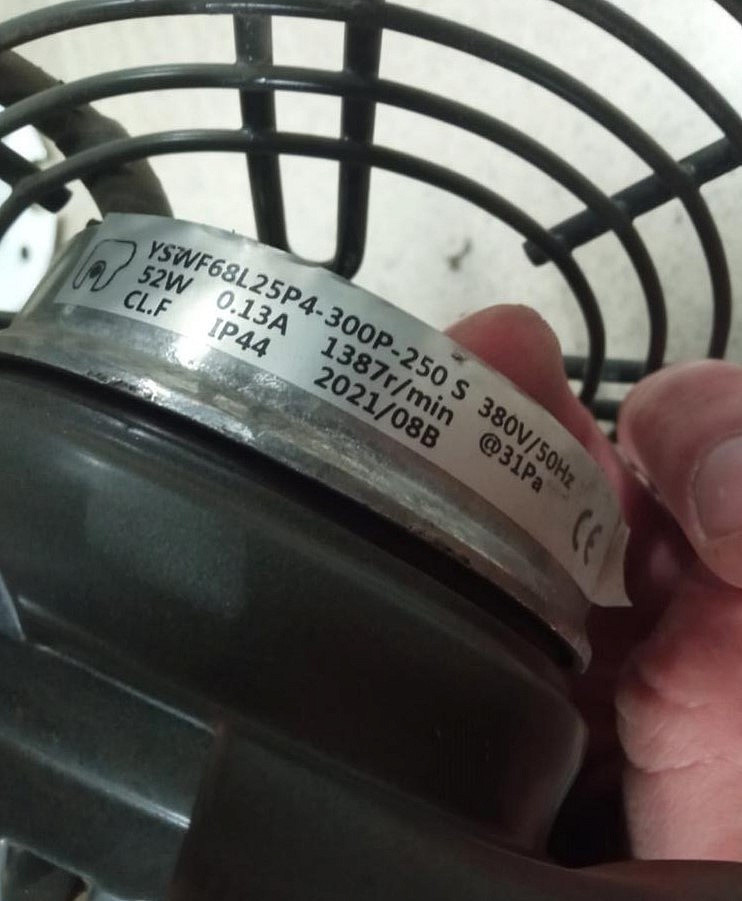 YSWF68L25P4-300P-250 S 380V/50Hz
52W 0.13A 1387r/min @31Pa
CL.F IP44 2021/08B
CE